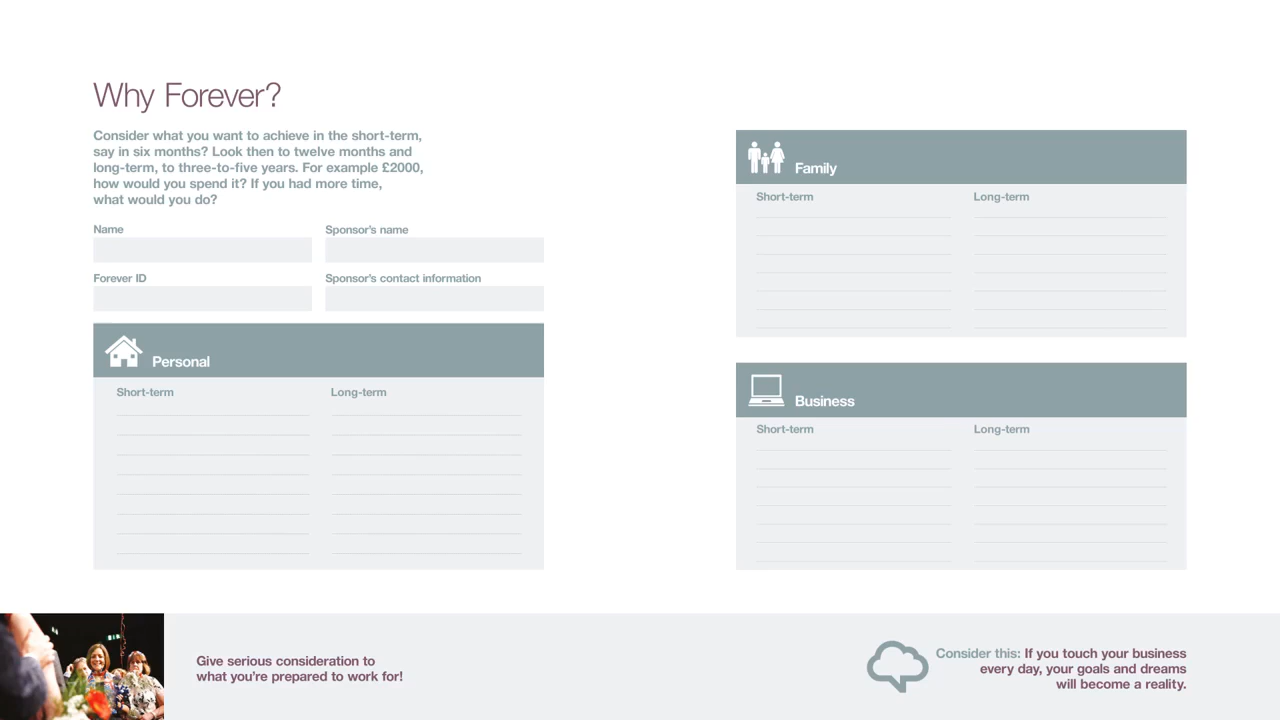 Why Forever?
Consider what you want to achieve in the short-term,
say in six months? Look then to twelve months and
long-term, to three-to-five years. For example £2000,
how would you spend it? If you had more time,
what would you do?
Name
Sponsor's name
Forever ID
Sponsor's contact information
Personal
Short-term
Long-term
Family
Short-term
Long-term
Business
Short-term
Long-term
Give serious consideration to
what you're prepared to work for!
Consider this: If you touch your business
every day, your goals and dreams
will become a reality.